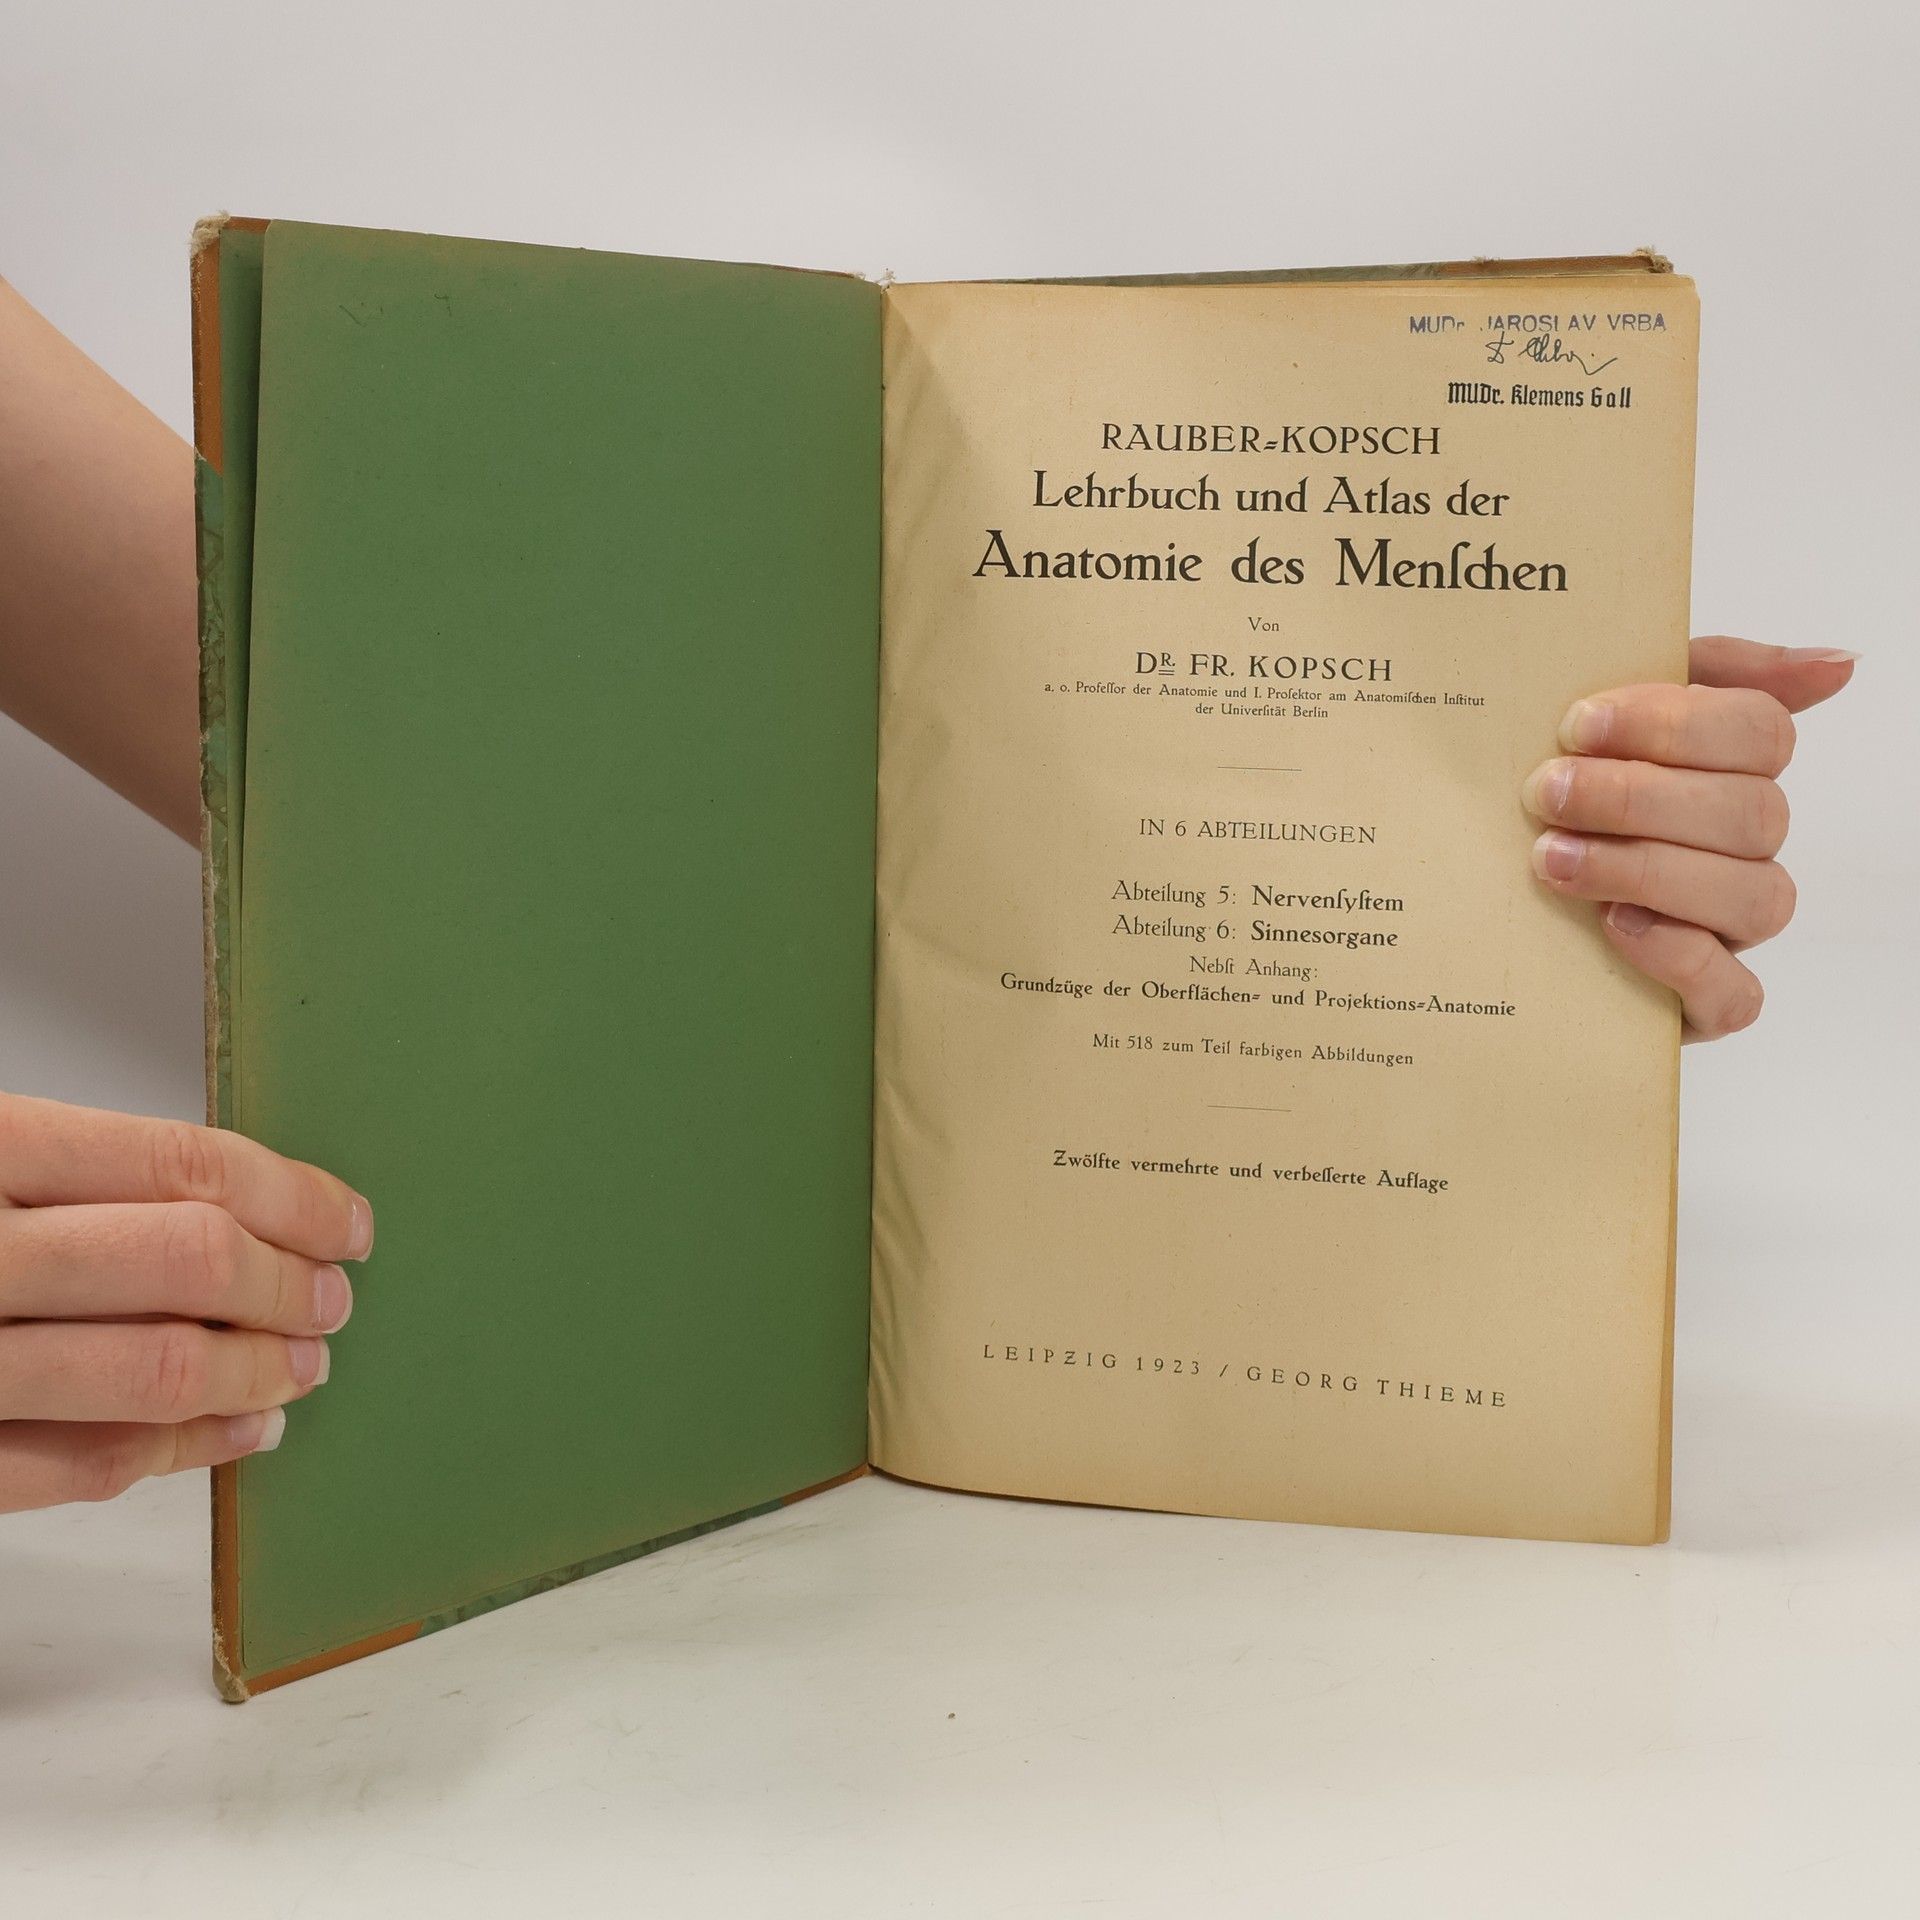 MUDr. JAROSLAV VRBA
MUDr. Klemens Gall
RAUBER=KOPSCH
Lehrbuch und Atlas der
Anatomie des Menſchen
Von
DR. FR. KOPSCH
a. o. Profeſſor der Anatomie und I. Proſektor am Anatomiſchen Inſtitut
der Univerſität Berlin
IN 6 ABTEILUNGEN
Abteilung 5: Nervenſyſtem
Abteilung 6: Sinnesorgane
Nebſt Anhang:
Grundzüge der Oberflächen= und Projektions=Anatomie
Mit 518 zum Teil farbigen Abbildungen
Zwölfte vermehrte und verbeſſerte Auflage
LEIPZIG 1923 / GEORG THIEME